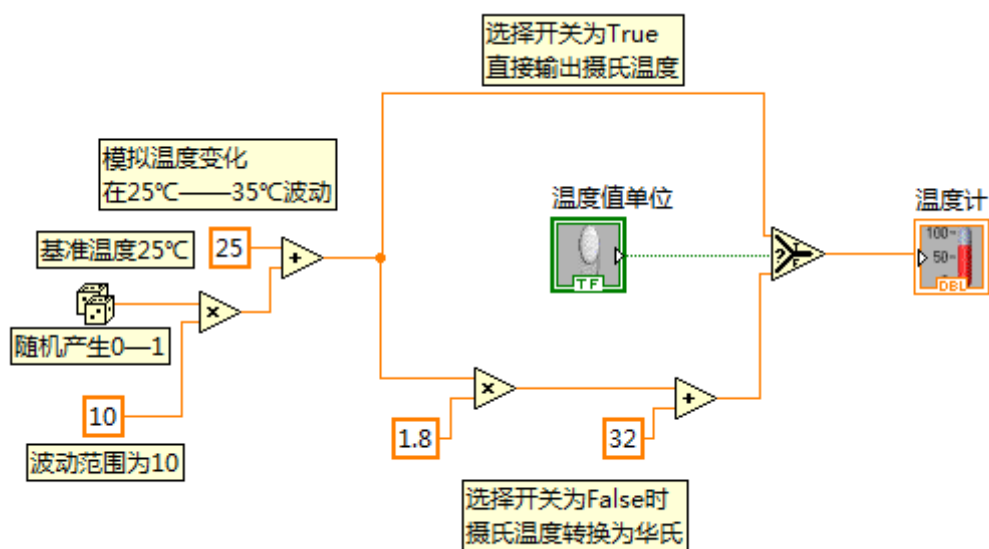 选择开关为True
直接输出摄氏温度
模拟温度变化
在25℃——35℃波动
温度值单位
温度计
基准温度25℃
25
+
?
T
F
TF
100
50
DBL
随机产生0—1
×
10
波动范围为10
×
1.8
+
32
选择开关为False时
摄氏温度转换为华氏